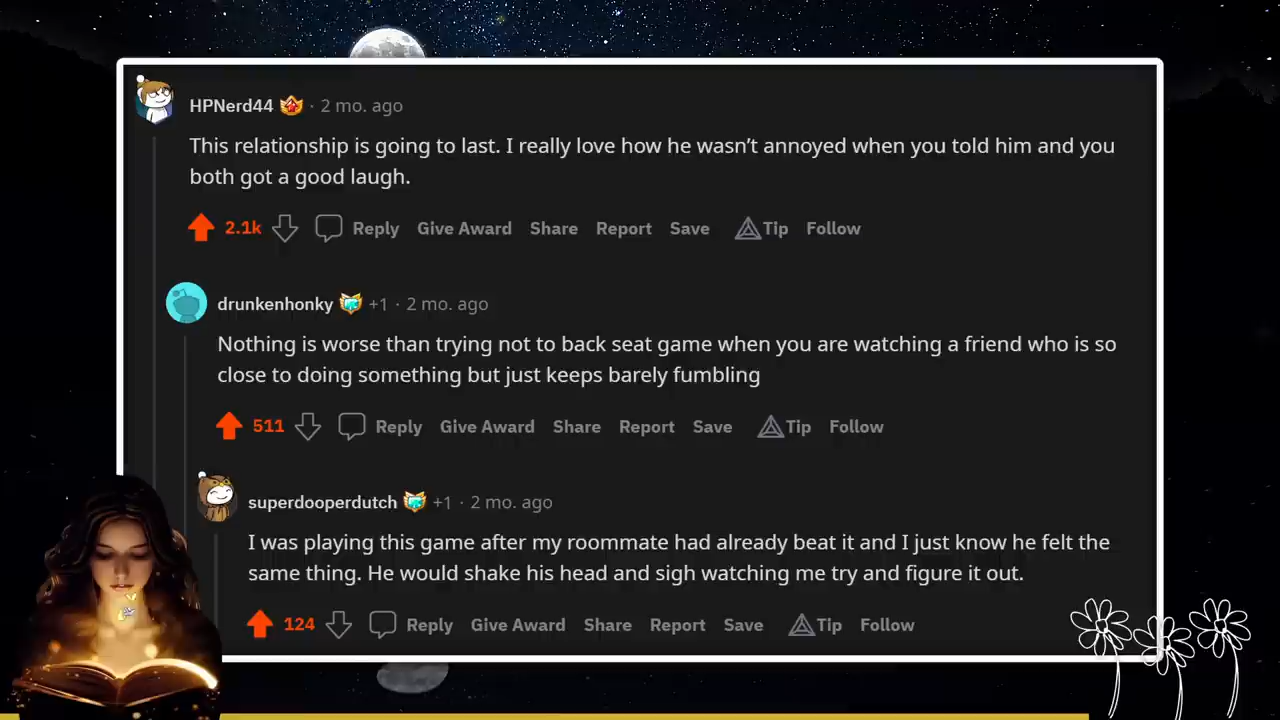 HPNerd44 · 2 mo. ago
This relationship is going to last. I really love how he wasn’t annoyed when you told him and you
both got a good laugh.
2.1k Reply Give Award Share Report Save Tip Follow
drunkenhonky +1 · 2 mo. ago
Nothing is worse than trying not to back seat game when you are watching a friend who is so
close to doing something but just keeps barely fumbling
511 Reply Give Award Share Report Save Tip Follow
superdooperdutch +1 · 2 mo. ago
I was playing this game after my roommate had already beat it and I just know he felt the
same thing. He would shake his head and sigh watching me try and figure it out.
124 Reply Give Award Share Report Save Tip Follow